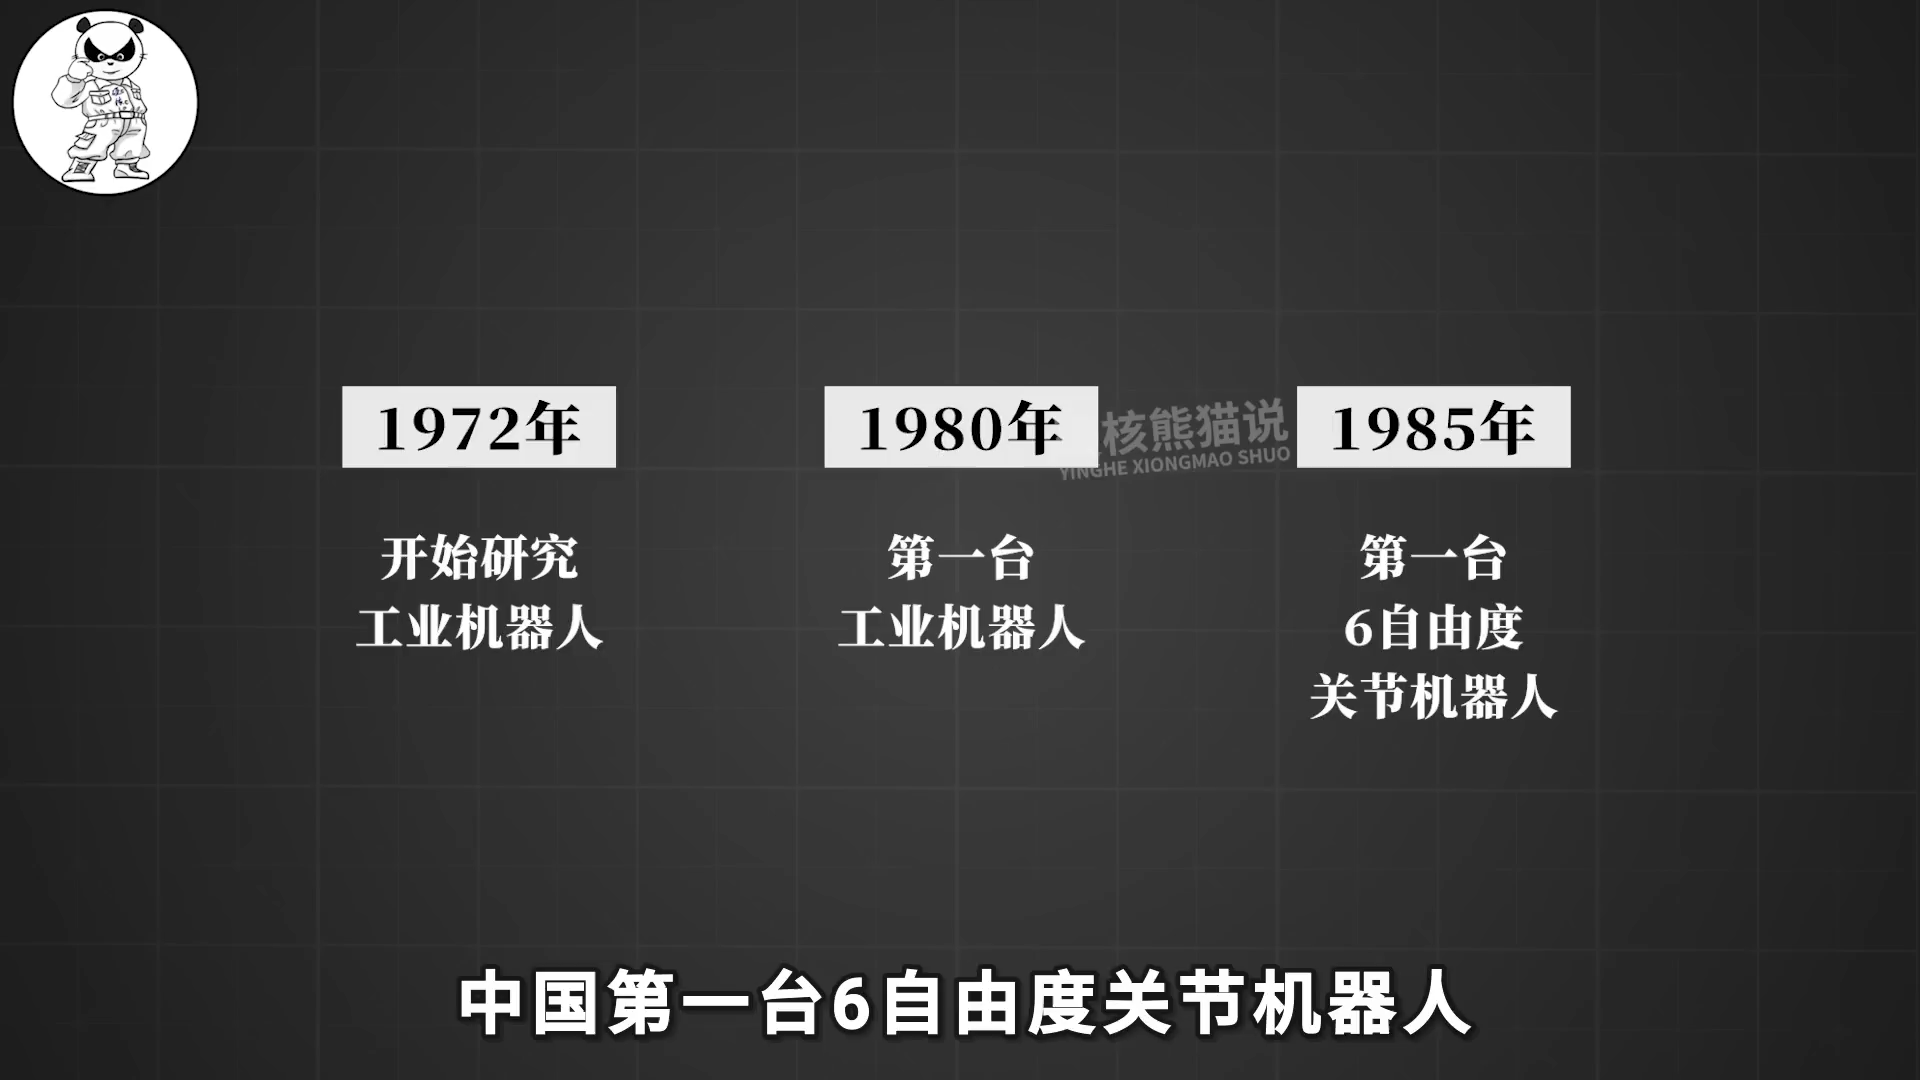 1972年
1980年
1985年
核熊猫说
YINGHE XIONGMAO SHUO
开始研究
工业机器人
第一台
工业机器人
第一台
6自由度
关节机器人
中国第一台6自由度关节机器人